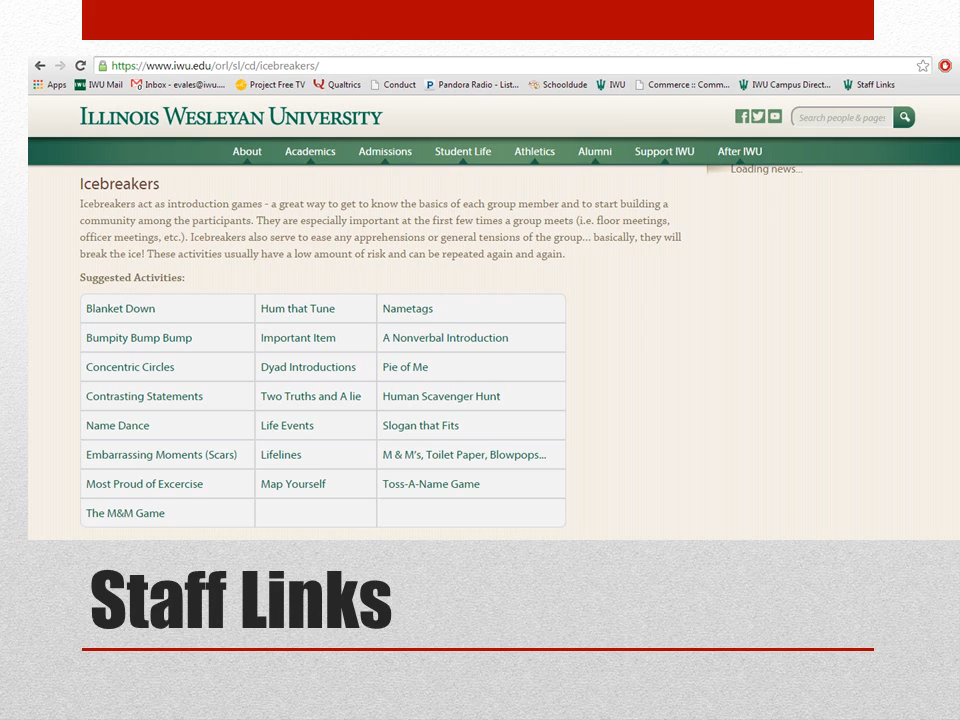 https://www.iwu.edu/orl/sl/cd/icebreakers/
Apps IWU Mail Inbox - evales@iwu.... Project Free TV Qualtrics Conduct Pandora Radio - List... Schooldude IWU Commerce :: Comm... IWU Campus Direct... Staff Links
ILLINOIS WESLEYAN UNIVERSITY
Search people & pages
About Academics Admissions Student Life Athletics Alumni Support IWU After IWU
Loading news...
Icebreakers
Icebreakers act as introduction games - a great way to get to know the basics of each group member and to start building a
community among the participants. They are especially important at the first few times a group meets (i.e. floor meetings,
officer meetings, etc.). Icebreakers also serve to ease any apprehensions or general tensions of the group... basically, they will
break the ice! These activities usually have a low amount of risk and can be repeated again and again.
Suggested Activities:
Blanket Down Hum that Tune Nametags
Bumpity Bump Bump Important Item A Nonverbal Introduction
Concentric Circles Dyad Introductions Pie of Me
Contrasting Statements Two Truths and A lie Human Scavenger Hunt
Name Dance Life Events Slogan that Fits
Embarrassing Moments (Scars) Lifelines M & M's, Toilet Paper, Blowpops...
Most Proud of Excercise Map Yourself Toss-A-Name Game
The M&M Game
Staff Links